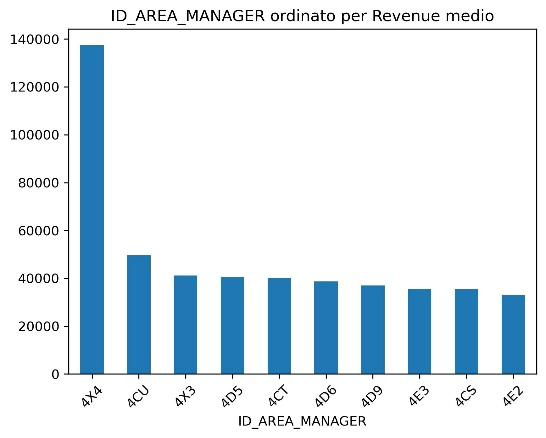 ID_AREA_MANAGER ordinato per Revenue medio
140000
120000
100000
80000
60000
40000
20000
0
4X4 4CU 4X3 4D5 4CT 4D6 4D9 4E3 4CS 4E2
ID_AREA_MANAGER